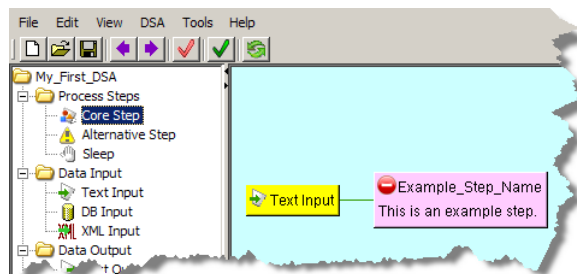 File Edit View DSA Tools Help
My_First_DSA
Process Steps
Core Step
Alternative Step
Sleep
Data Input
Text Input
DB Input
XML Input
Data Output
Text Input
Example_Step_Name
This is an example step.